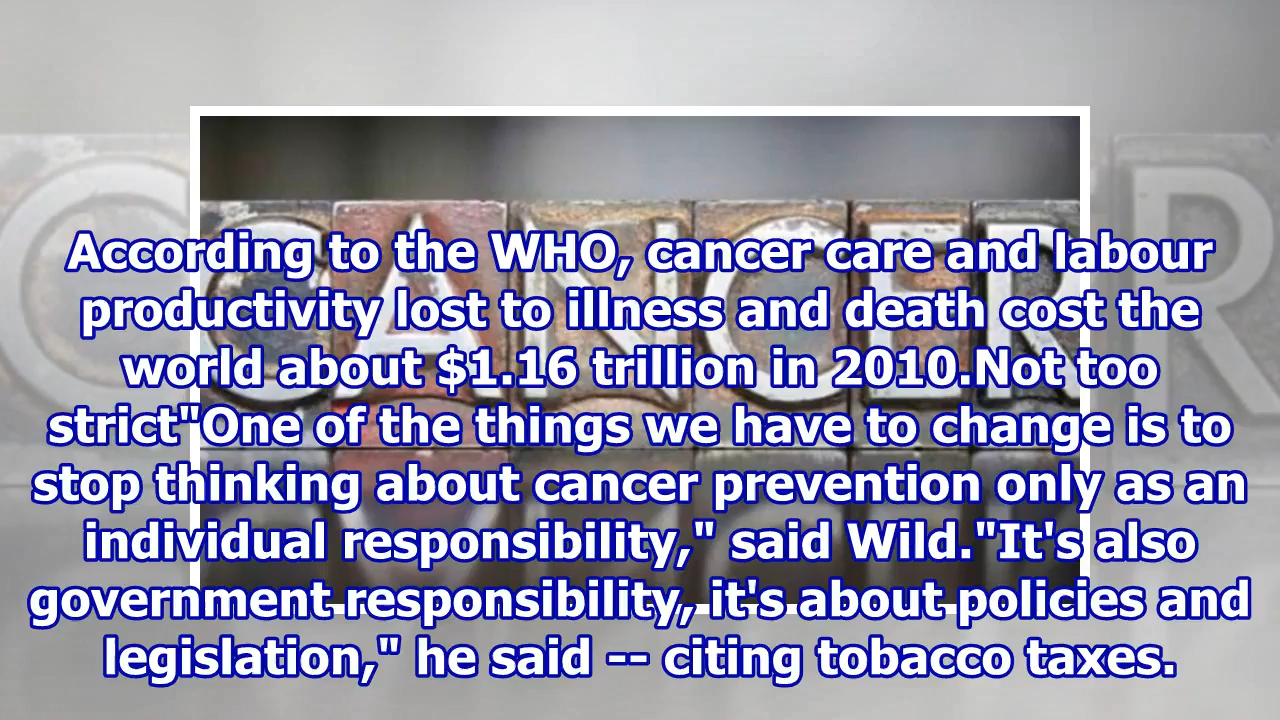 CANCER
According to the WHO, cancer care and labour
productivity lost to illness and death cost the
world about $1.16 trillion in 2010.Not too
strict"One of the things we have to change is to
stop thinking about cancer prevention only as an
individual responsibility," said Wild."It's also
government responsibility, it's about policies and
legislation," he said -- citing tobacco taxes.